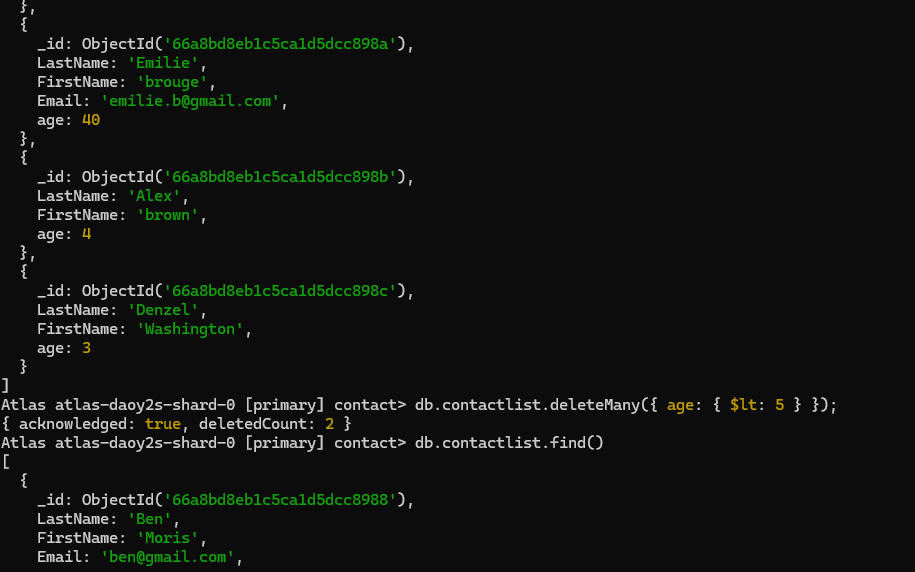 },
{
_id: ObjectId('66a8bd8eb1c5ca1d5dcc898a'),
LastName: 'Emilie',
FirstName: 'brouge',
Email: 'emilie.b@gmail.com',
age: 40
},
{
_id: ObjectId('66a8bd8eb1c5ca1d5dcc898b'),
LastName: 'Alex',
FirstName: 'brown',
age: 4
},
{
_id: ObjectId('66a8bd8eb1c5ca1d5dcc898c'),
LastName: 'Denzel',
FirstName: 'Washington',
age: 3
}
]
Atlas atlas-daoy2s-shard-0 [primary] contact> db.contactlist.deleteMany({ age: { $lt: 5 } });
{ acknowledged: true, deletedCount: 2 }
Atlas atlas-daoy2s-shard-0 [primary] contact> db.contactlist.find()
[
{
_id: ObjectId('66a8bd8eb1c5ca1d5dcc8988'),
LastName: 'Ben',
FirstName: 'Moris',
Email: 'ben@gmail.com',